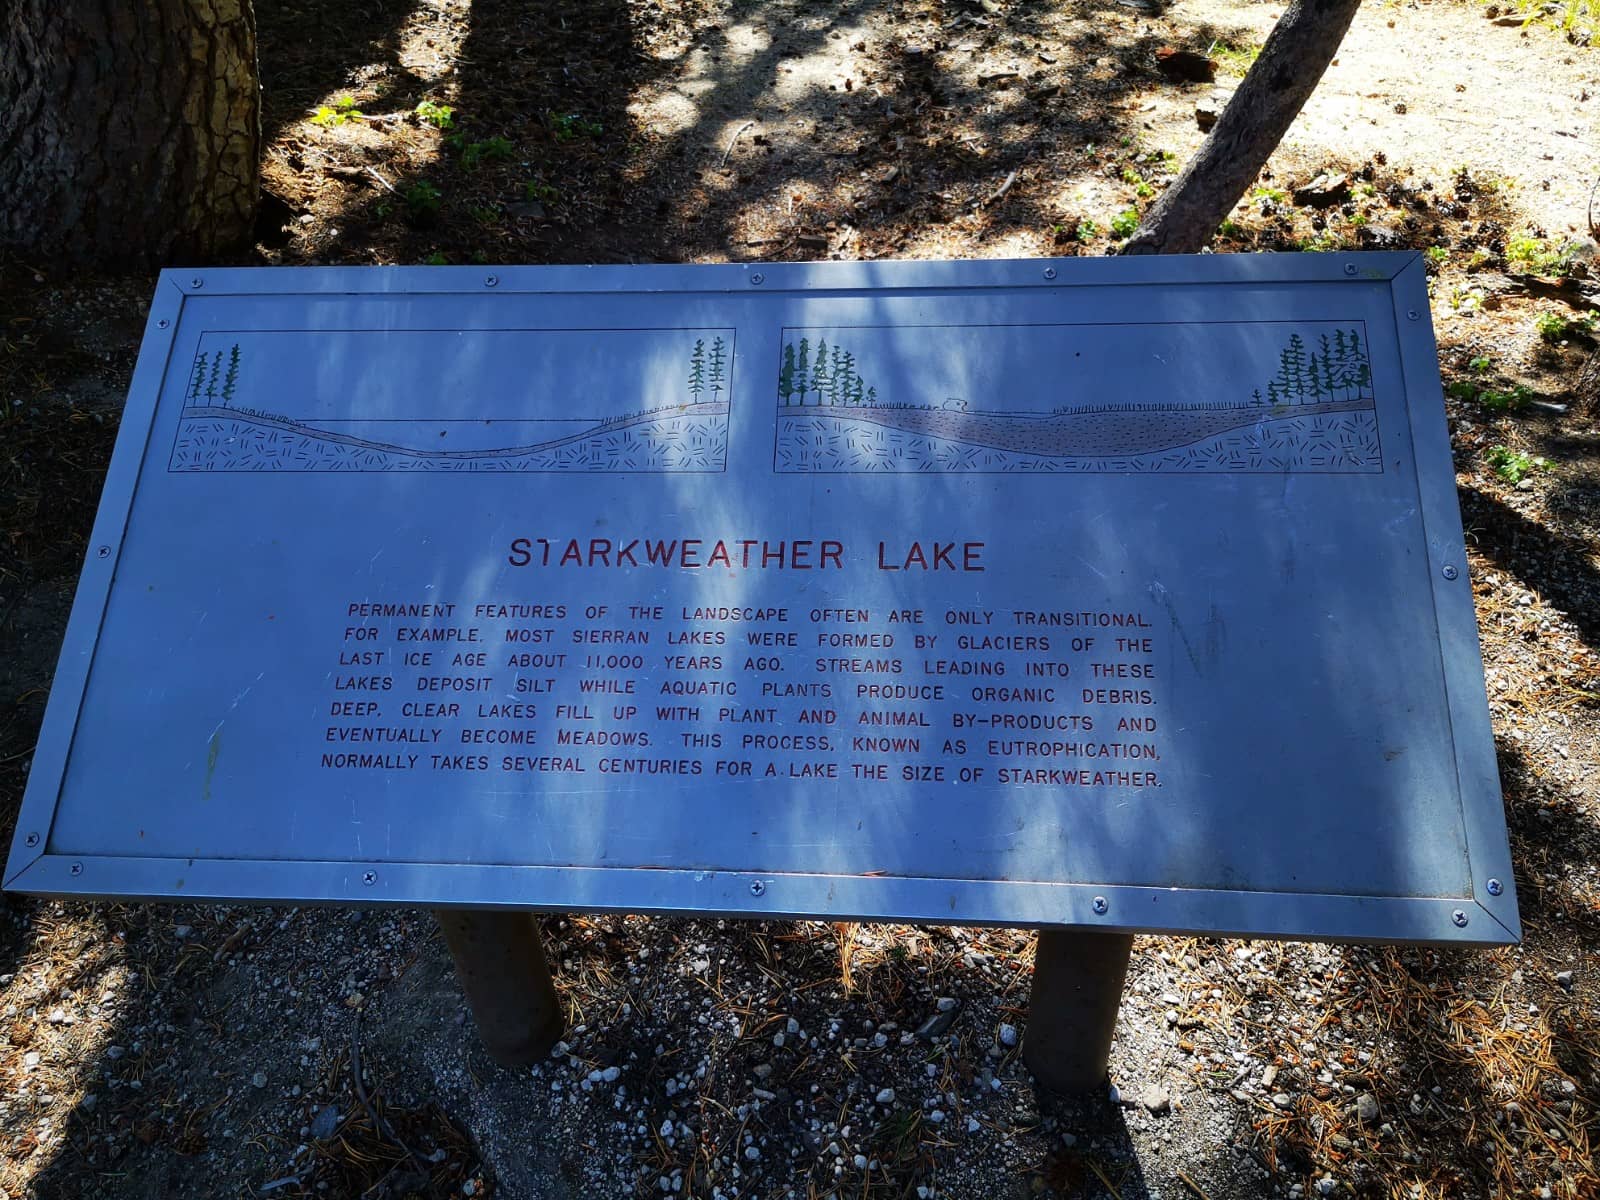 STARKWEATHER LAKE
PERMANENT FEATURES OF THE LANDSCAPE OFTEN ARE ONLY TRANSITIONAL.
FOR EXAMPLE, MOST SIERRAN LAKES WERE FORMED BY GLACIERS OF THE
LAST ICE AGE ABOUT 11,000 YEARS AGO. STREAMS LEADING INTO THESE
LAKES DEPOSIT SILT WHILE AQUATIC PLANTS PRODUCE ORGANIC DEBRIS.
DEEP, CLEAR LAKES FILL UP WITH PLANT AND ANIMAL BY-PRODUCTS AND
EVENTUALLY BECOME MEADOWS. THIS PROCESS, KNOWN AS EUTROPHICATION,
NORMALLY TAKES SEVERAL CENTURIES FOR A LAKE THE SIZE OF STARKWEATHER.